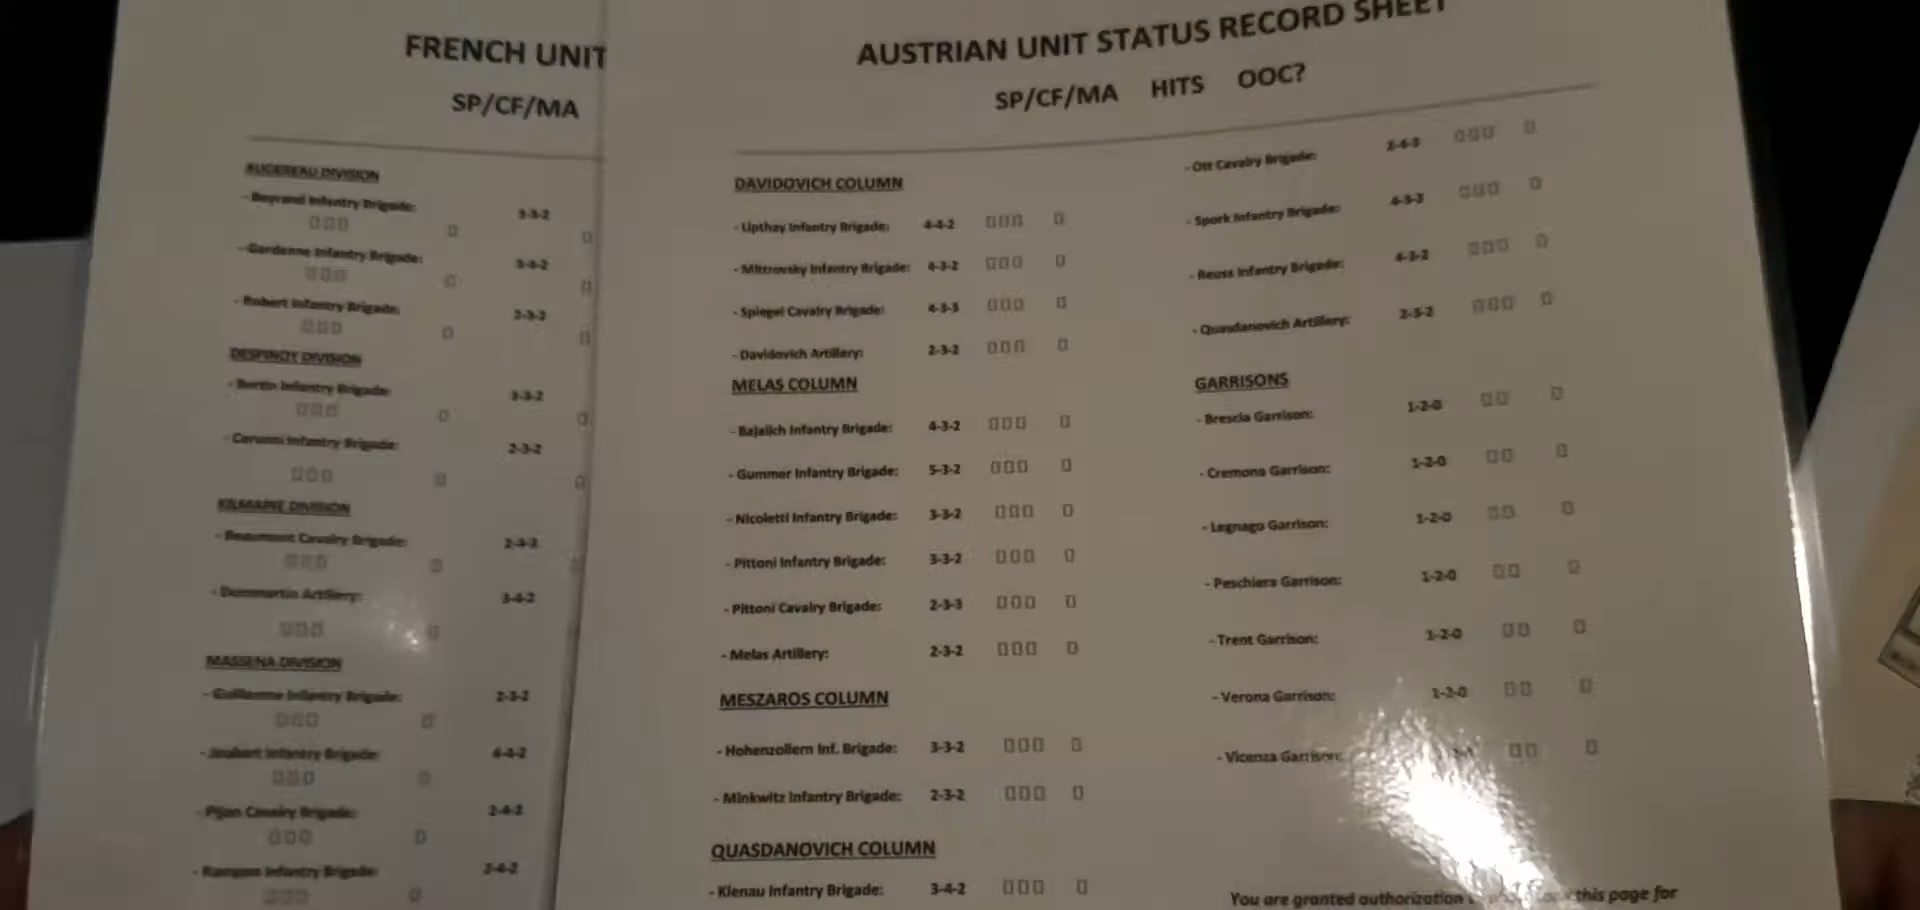 FRENCH UNIT
SP/CF/MA
AUGEREAU DIVISION
- Beyrand Infantry Brigade: 3-3-2
- Gardanne Infantry Brigade: 3-4-2
- Robert Infantry Brigade: 2-3-2
DESPINOY DIVISION
- Bertin Infantry Brigade: 3-3-2
- Cervoni Infantry Brigade: 2-3-2
KILMAINE DIVISION
- Beaumont Cavalry Brigade: 2-4-3
- Dommartin Artillery: 3-4-2
MASSENA DIVISION
- Guillaume Infantry Brigade: 2-3-2
- Joubert Infantry Brigade: 4-4-2
- Pijon Cavalry Brigade: 2-4-2
- Rampon Infantry Brigade: 2-4-2
AUSTRIAN UNIT STATUS RECORD SHEET
SP/CF/MA HITS OOC?
DAVIDOVICH COLUMN
- Lipthay Infantry Brigade: 4-4-2
- Mittrovsky Infantry Brigade: 4-3-2
- Spiegel Cavalry Brigade: 4-3-3
- Davidovich Artillery: 2-3-2
MELAS COLUMN
- Bajalich Infantry Brigade: 4-3-2
- Gummer Infantry Brigade: 5-3-2
- Nicoletti Infantry Brigade: 3-3-2
- Pittoni Infantry Brigade: 3-3-2
- Pittoni Cavalry Brigade: 2-3-3
- Melas Artillery: 2-3-2
MESZAROS COLUMN
- Hohenzollern Inf. Brigade: 3-3-2
- Minkwitz Infantry Brigade: 2-3-2
QUASDANOVICH COLUMN
- Klenau Infantry Brigade: 3-4-2
- Ott Cavalry Brigade:
- Spork Infantry Brigade:
- Reuss Infantry Brigade: 4-3-2
- Quasdanovich Artillery:
GARRISONS
- Brescia Garrison: 1-2-0
- Cremona Garrison: 1-2-0
- Legnago Garrison: 1-2-0
- Peschiera Garrison: 1-2-0
- Trent Garrison: 1-2-0
- Verona Garrison: 1-2-0
- Vicenza Garrison:
You are granted authorization this page for